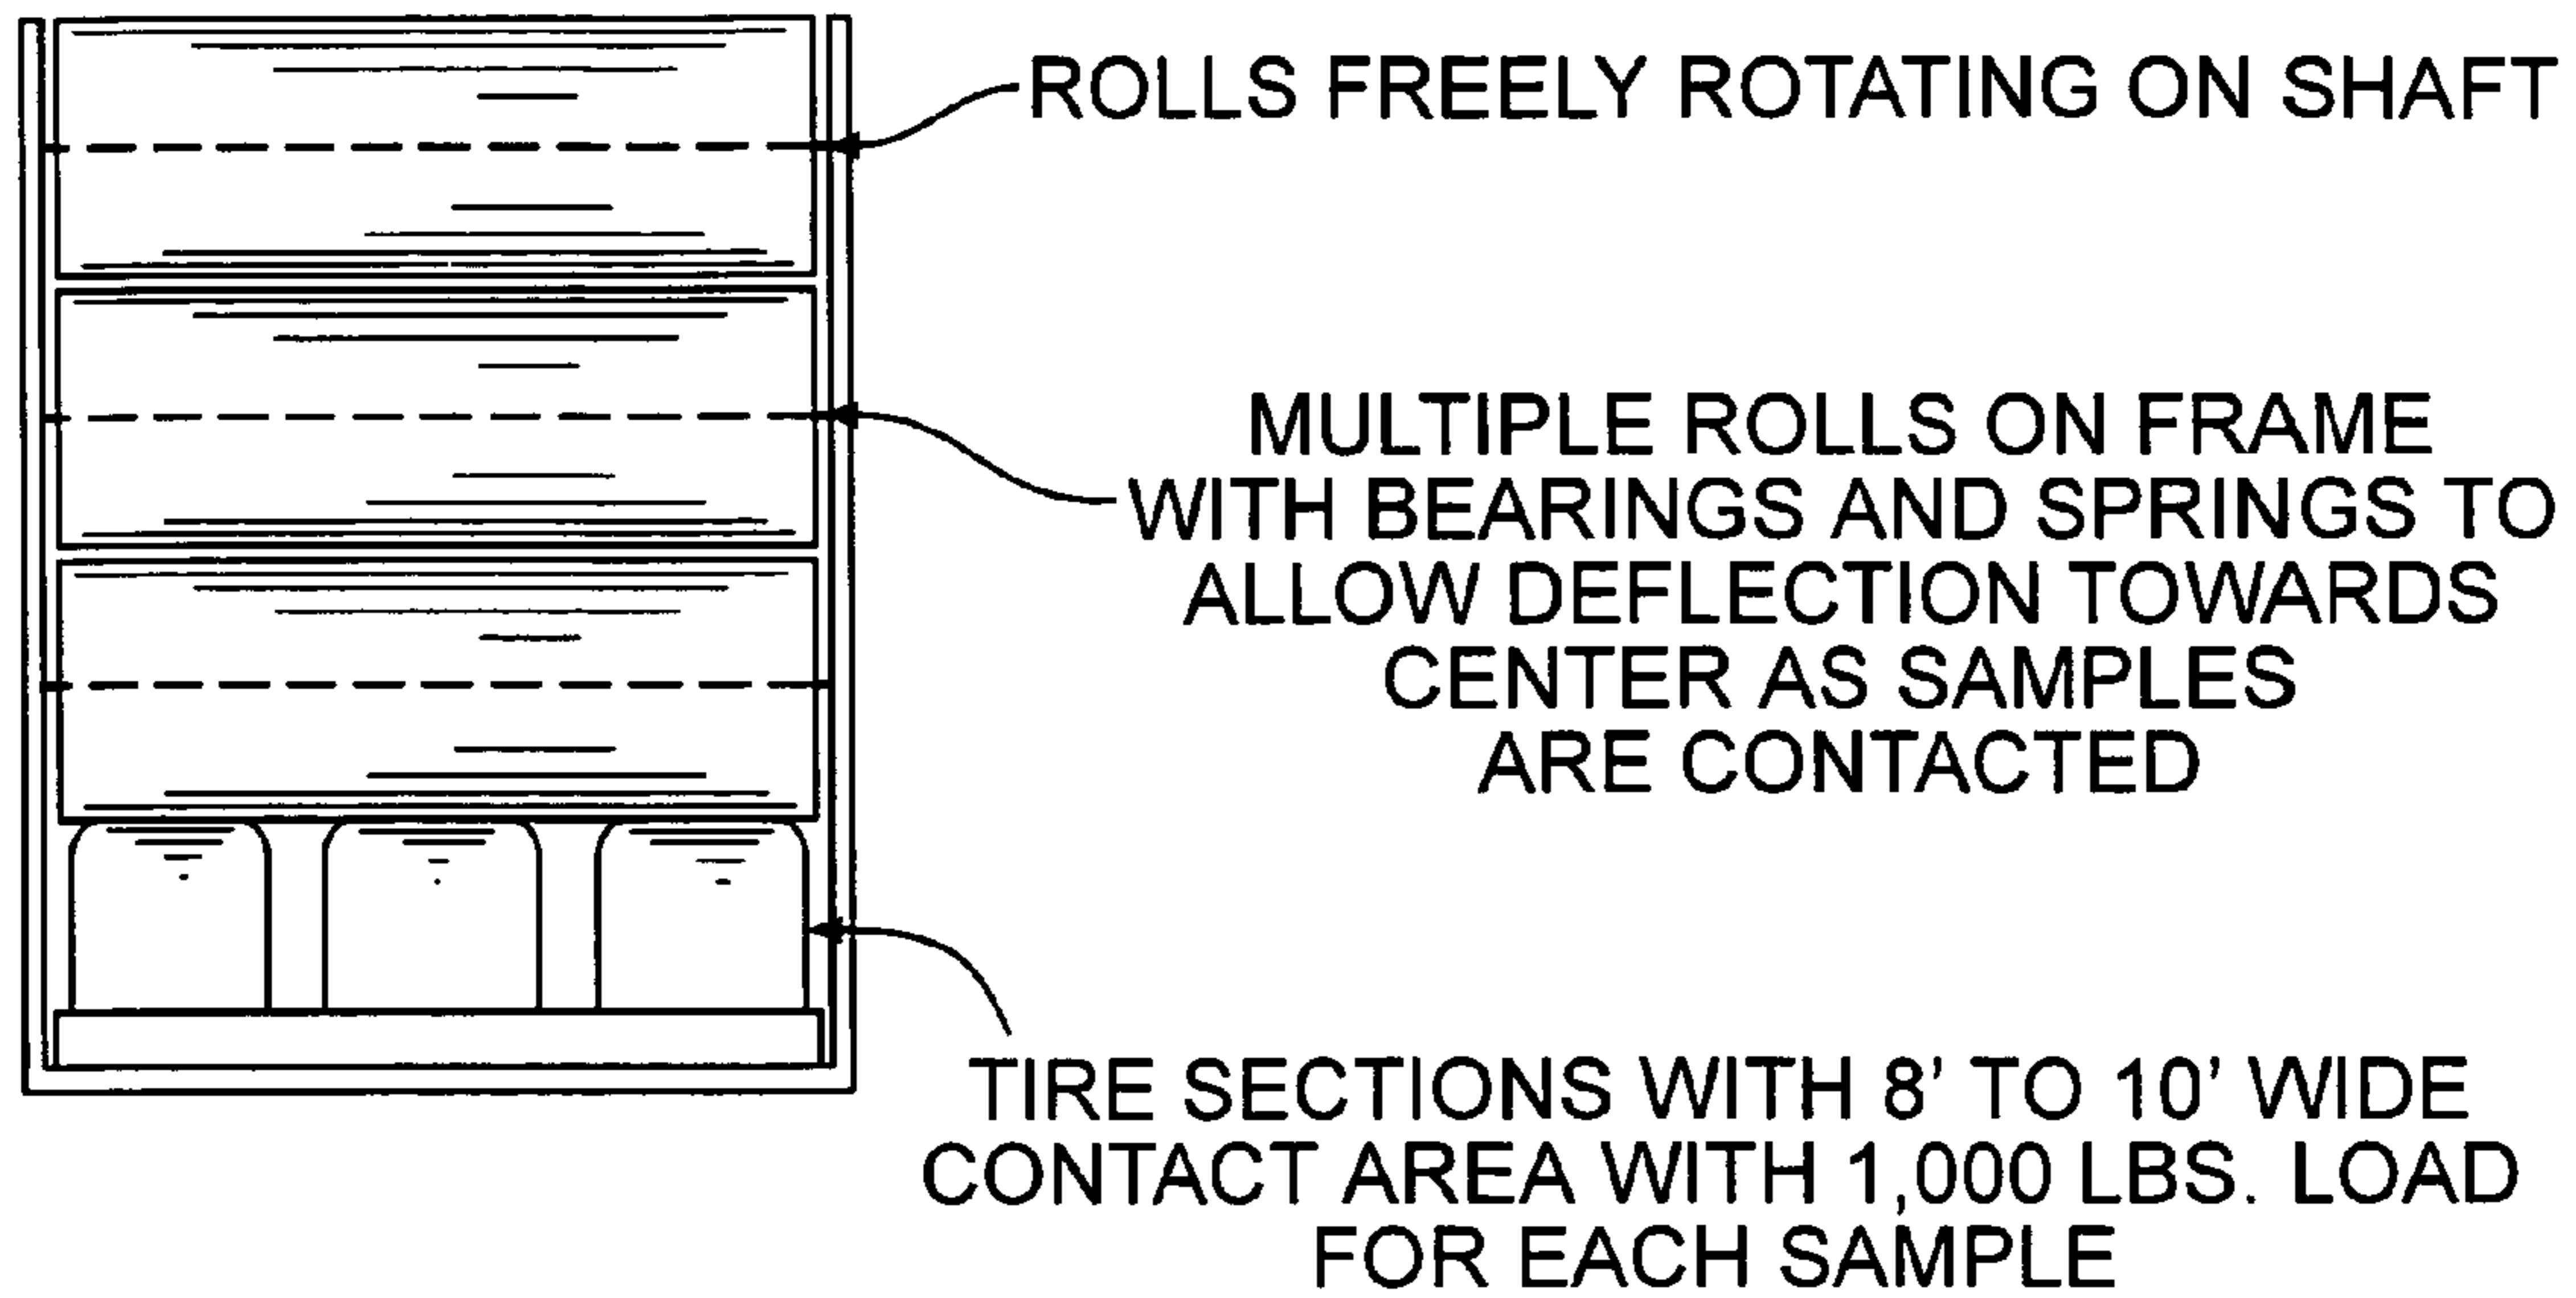 ROLLS FREELY ROTATING ON SHAFT
MULTIPLE ROLLS ON FRAME
WITH BEARINGS AND SPRINGS TO
ALLOW DEFLECTION TOWARDS
CENTER AS SAMPLES
ARE CONTACTED
TIRE SECTIONS WITH 8’ TO 10’ WIDE
CONTACT AREA WITH 1,000 LBS. LOAD
FOR EACH SAMPLE